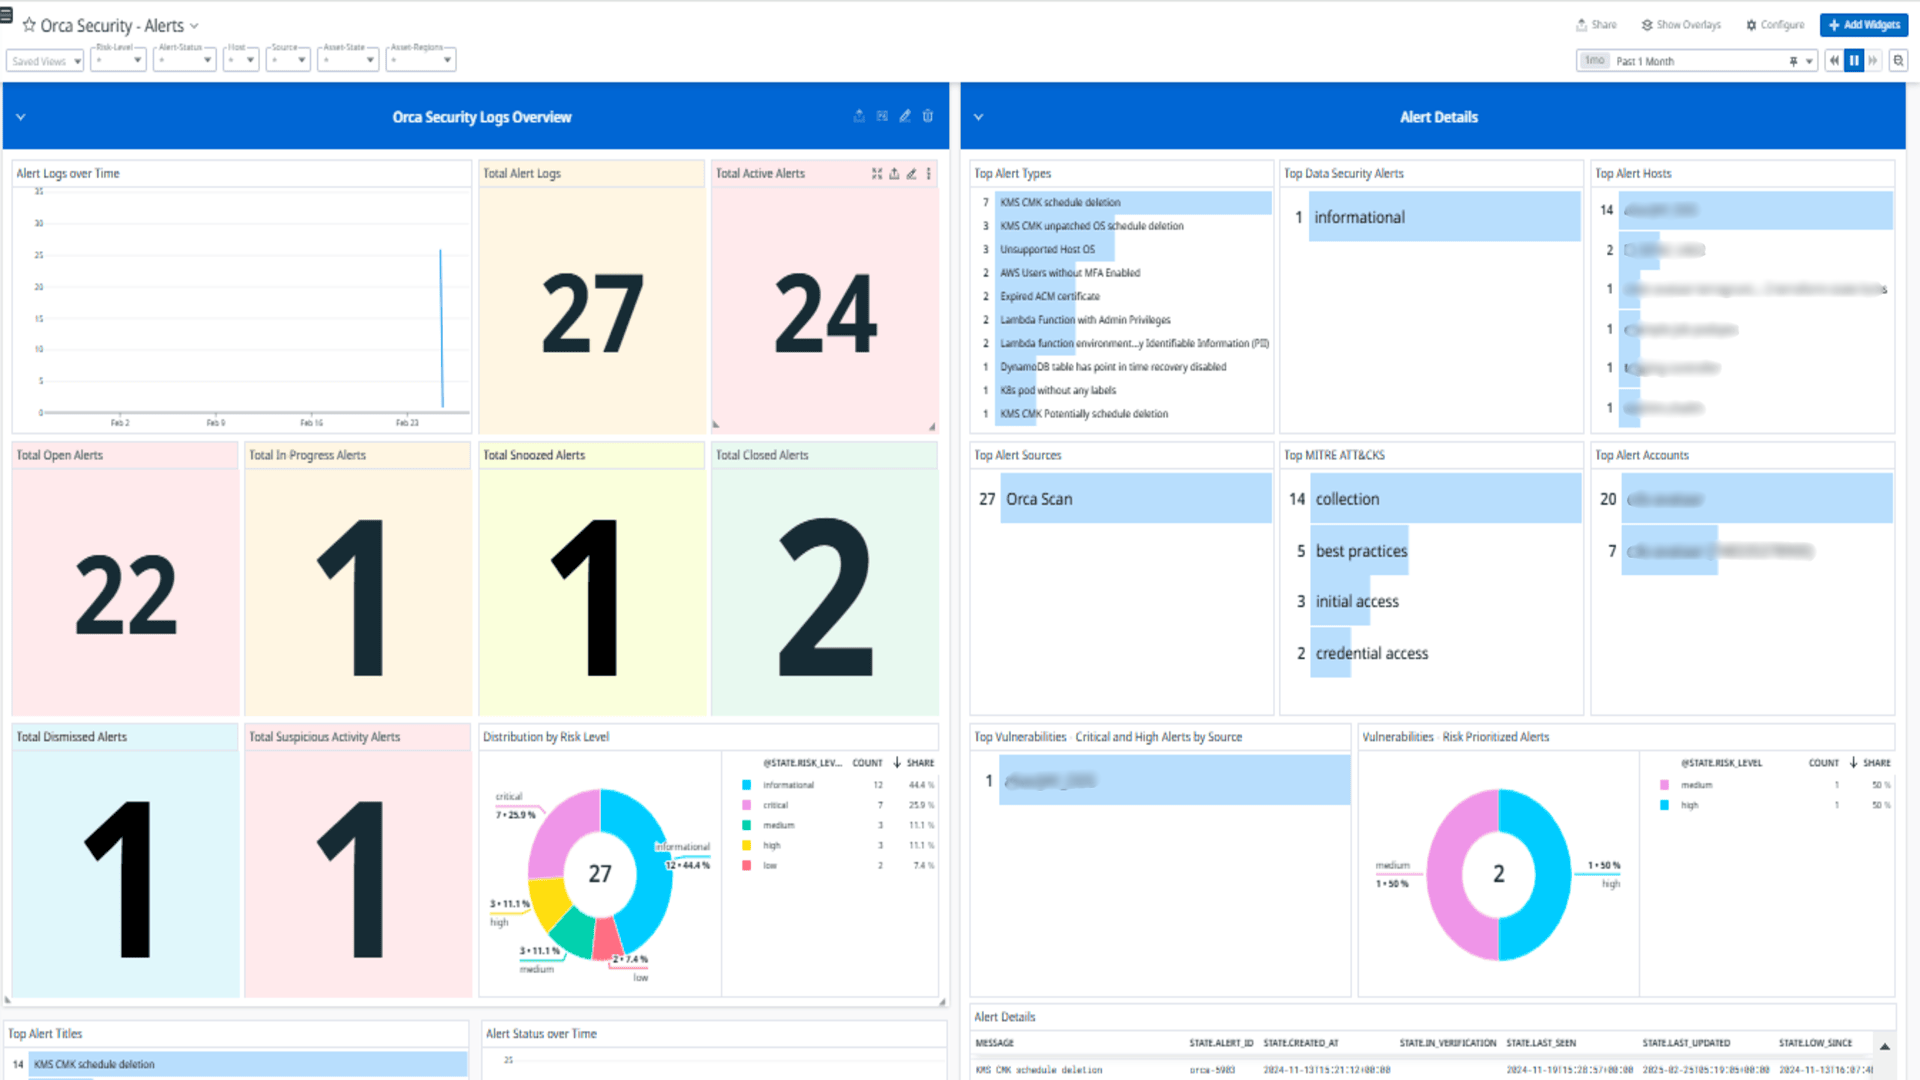 Orca Security - Alerts
Share
Show Overlays
Configure
+ Add Widgets
Saved Views
Risk-Level
*
Alert-Status
*
Host
*
Source
*
Asset-State
*
Asset-Regions
*
1mo Past 1 Month
Orca Security Logs Overview
Alert Logs over Time
35
30
25
20
15
10
5
0
Feb 2
Feb 9
Feb 16
Feb 23
Total Alert Logs
27
Total Active Alerts
24
Total Open Alerts
22
Total In Progress Alerts
1
Total Snoozed Alerts
1
Total Closed Alerts
2
Total Dismissed Alerts
1
Total Suspicious Activity Alerts
1
Distribution by Risk Level
critical
7 • 25.9 %
informational
12 • 44.4 %
27
3 • 11.1 %
high
3 • 11.1 %
medium
2 • 7.4 %
low
@STATE.RISK_LEV... COUNT ↓ SHARE
informational 12 44.4 %
critical 7 25.9 %
medium 3 11.1 %
high 3 11.1 %
low 2 7.4 %
Top Alert Titles
14 KMS CMK schedule deletion
Alert Status over Time
25
Alert Details
Top Alert Types
7 KMS CMK schedule deletion
3 KMS CMK unpatched OS schedule deletion
3 Unsupported Host OS
2 AWS Users without MFA Enabled
2 Expired ACM certificate
2 Lambda Function with Admin Privileges
2 Lambda function environment...y Identifiable Information (PII)
1 DynamoDB table has point in time recovery disabled
1 K8s pod without any labels
1 KMS CMK Potentially schedule deletion
Top Data Security Alerts
1 informational
Top Alert Hosts
14
2
1
1
1
1
Top Alert Sources
27 Orca Scan
Top MITRE ATT&CKS
14 collection
5 best practices
3 initial access
2 credential access
Top Alert Accounts
20
7
Top Vulnerabilities - Critical and High Alerts by Source
1
Vulnerabilities - Risk Prioritized Alerts
medium
1 • 50 %
2
1 • 50 %
high
@STATE.RISK_LEVEL COUNT ↓ SHARE
medium 1 50 %
high 1 50 %
Alert Details
MESSAGE STATE.ALERT_ID STATE.CREATED_AT STATE.IN_VERIFICATION STATE.LAST_SEEN STATE.LAST_UPDATED STATE.LOW_SINCE
KMS CMK schedule deletion orca-5983 2024-11-13T15:21:12+00:00 2024-11-19T15:28:57+00:00 2025-02-25T05:19:05+00:00 2024-11-13T16:07:4